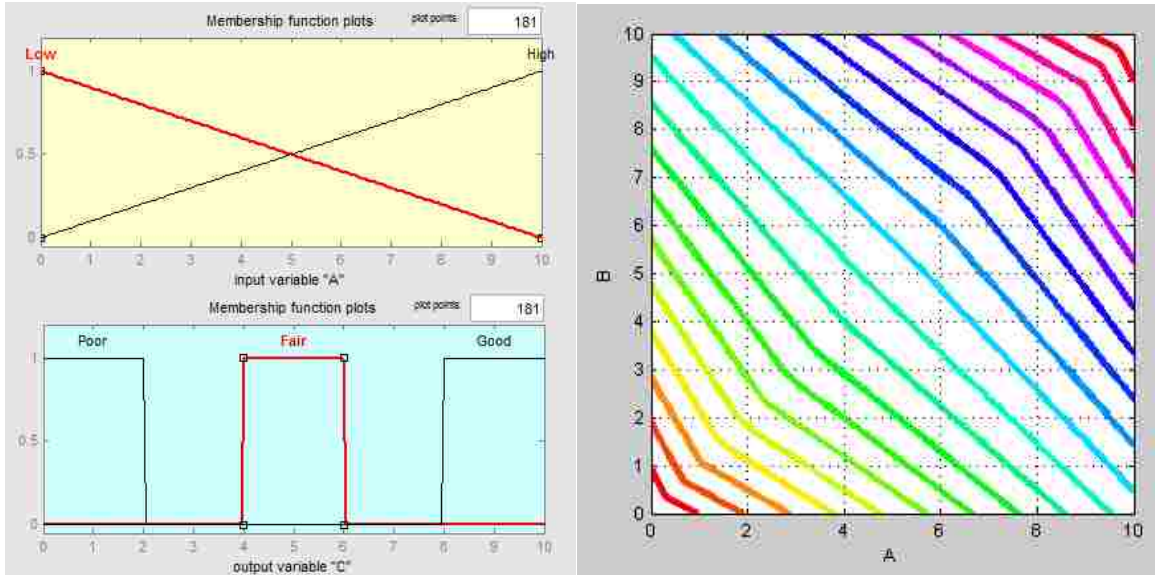 Membership function plots
plot points:
181
Low
High
1
0.5
0
0 1 2 3 4 5 6 7 8 9 10
input variable "A"
Membership function plots
plot points:
181
Poor
Fair
Good
1
0.5
0
0 1 2 3 4 5 6 7 8 9 10
output variable "C"
10
9
8
7
6
5
4
3
2
1
0
B
0 2 4 6 8 10
A